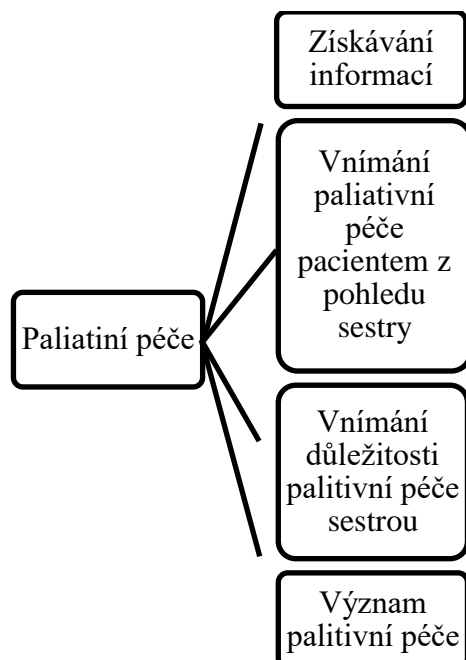 Získávání
informací
Vnímání
paliativní
péče
pacientem z
pohledu
sestry
Paliatiní péče
Vnímání
důležitosti
palitivní péče
sestrou
Význam
palitivní péče